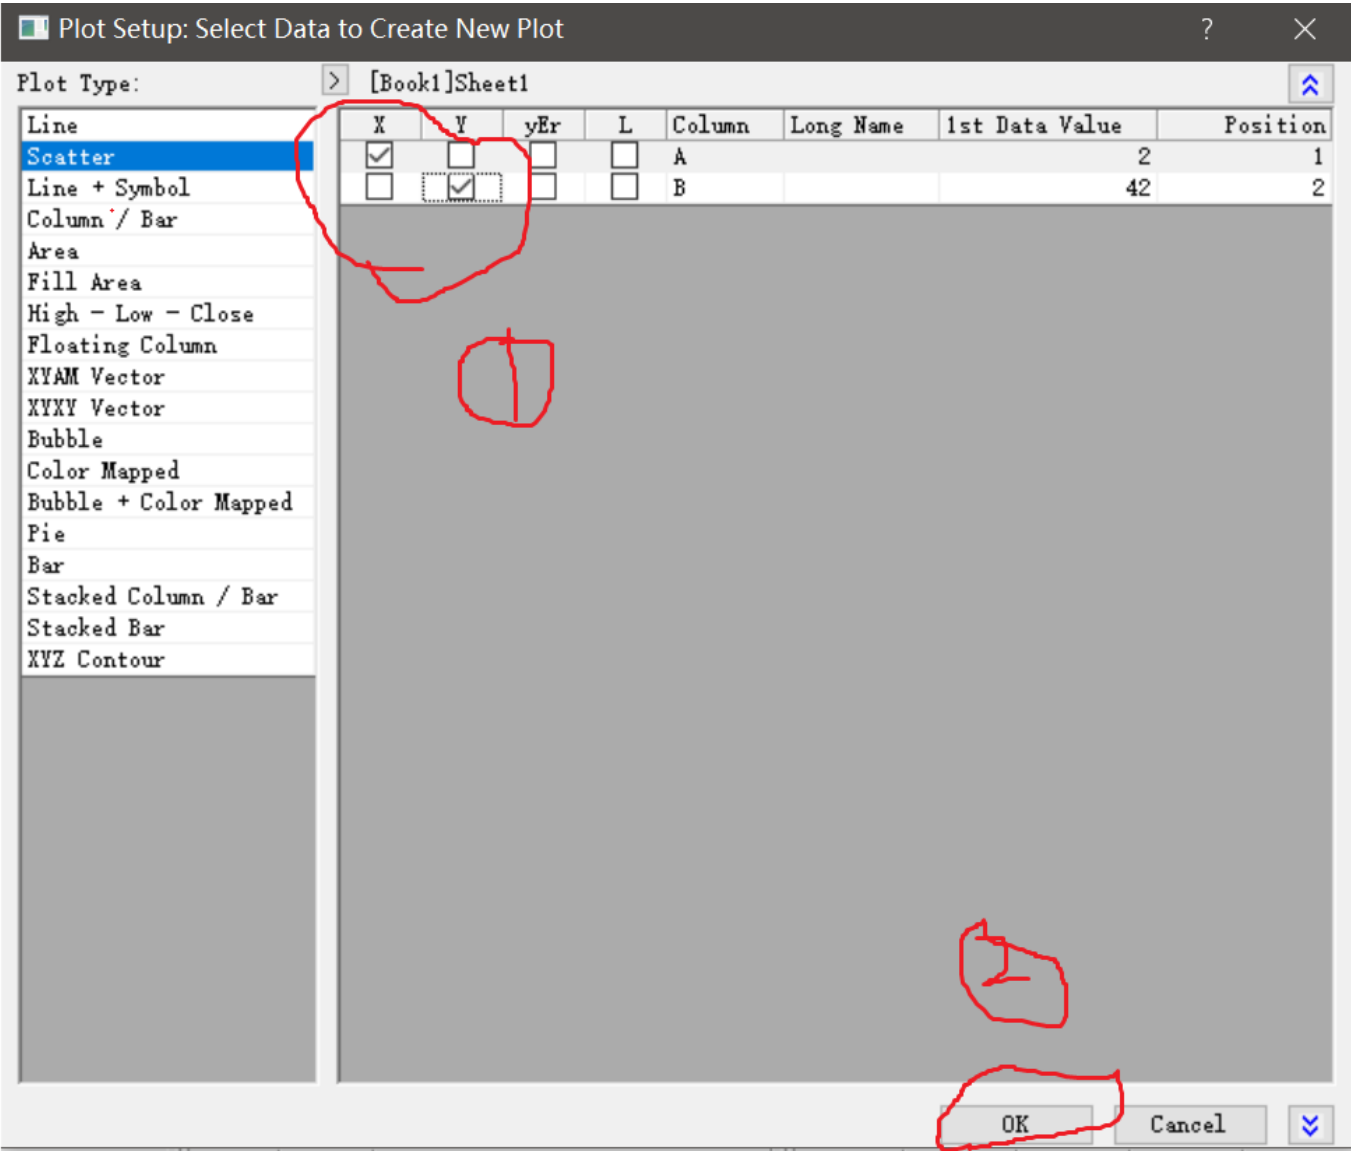 Plot Setup: Select Data to Create New Plot ?
Plot Type: > [Book1]Sheet1
Line X Y yEr L Column Long Name 1st Data Value Position
Scatter A 2 1
Line + Symbol B 42 2
Column / Bar
Area
Fill Area
High - Low - Close
Floating Column
XYAM Vector
XYXY Vector
Bubble
Color Mapped
Bubble + Color Mapped
Pie
Bar
Stacked Column / Bar
Stacked Bar
XYZ Contour
1
2
OK Cancel